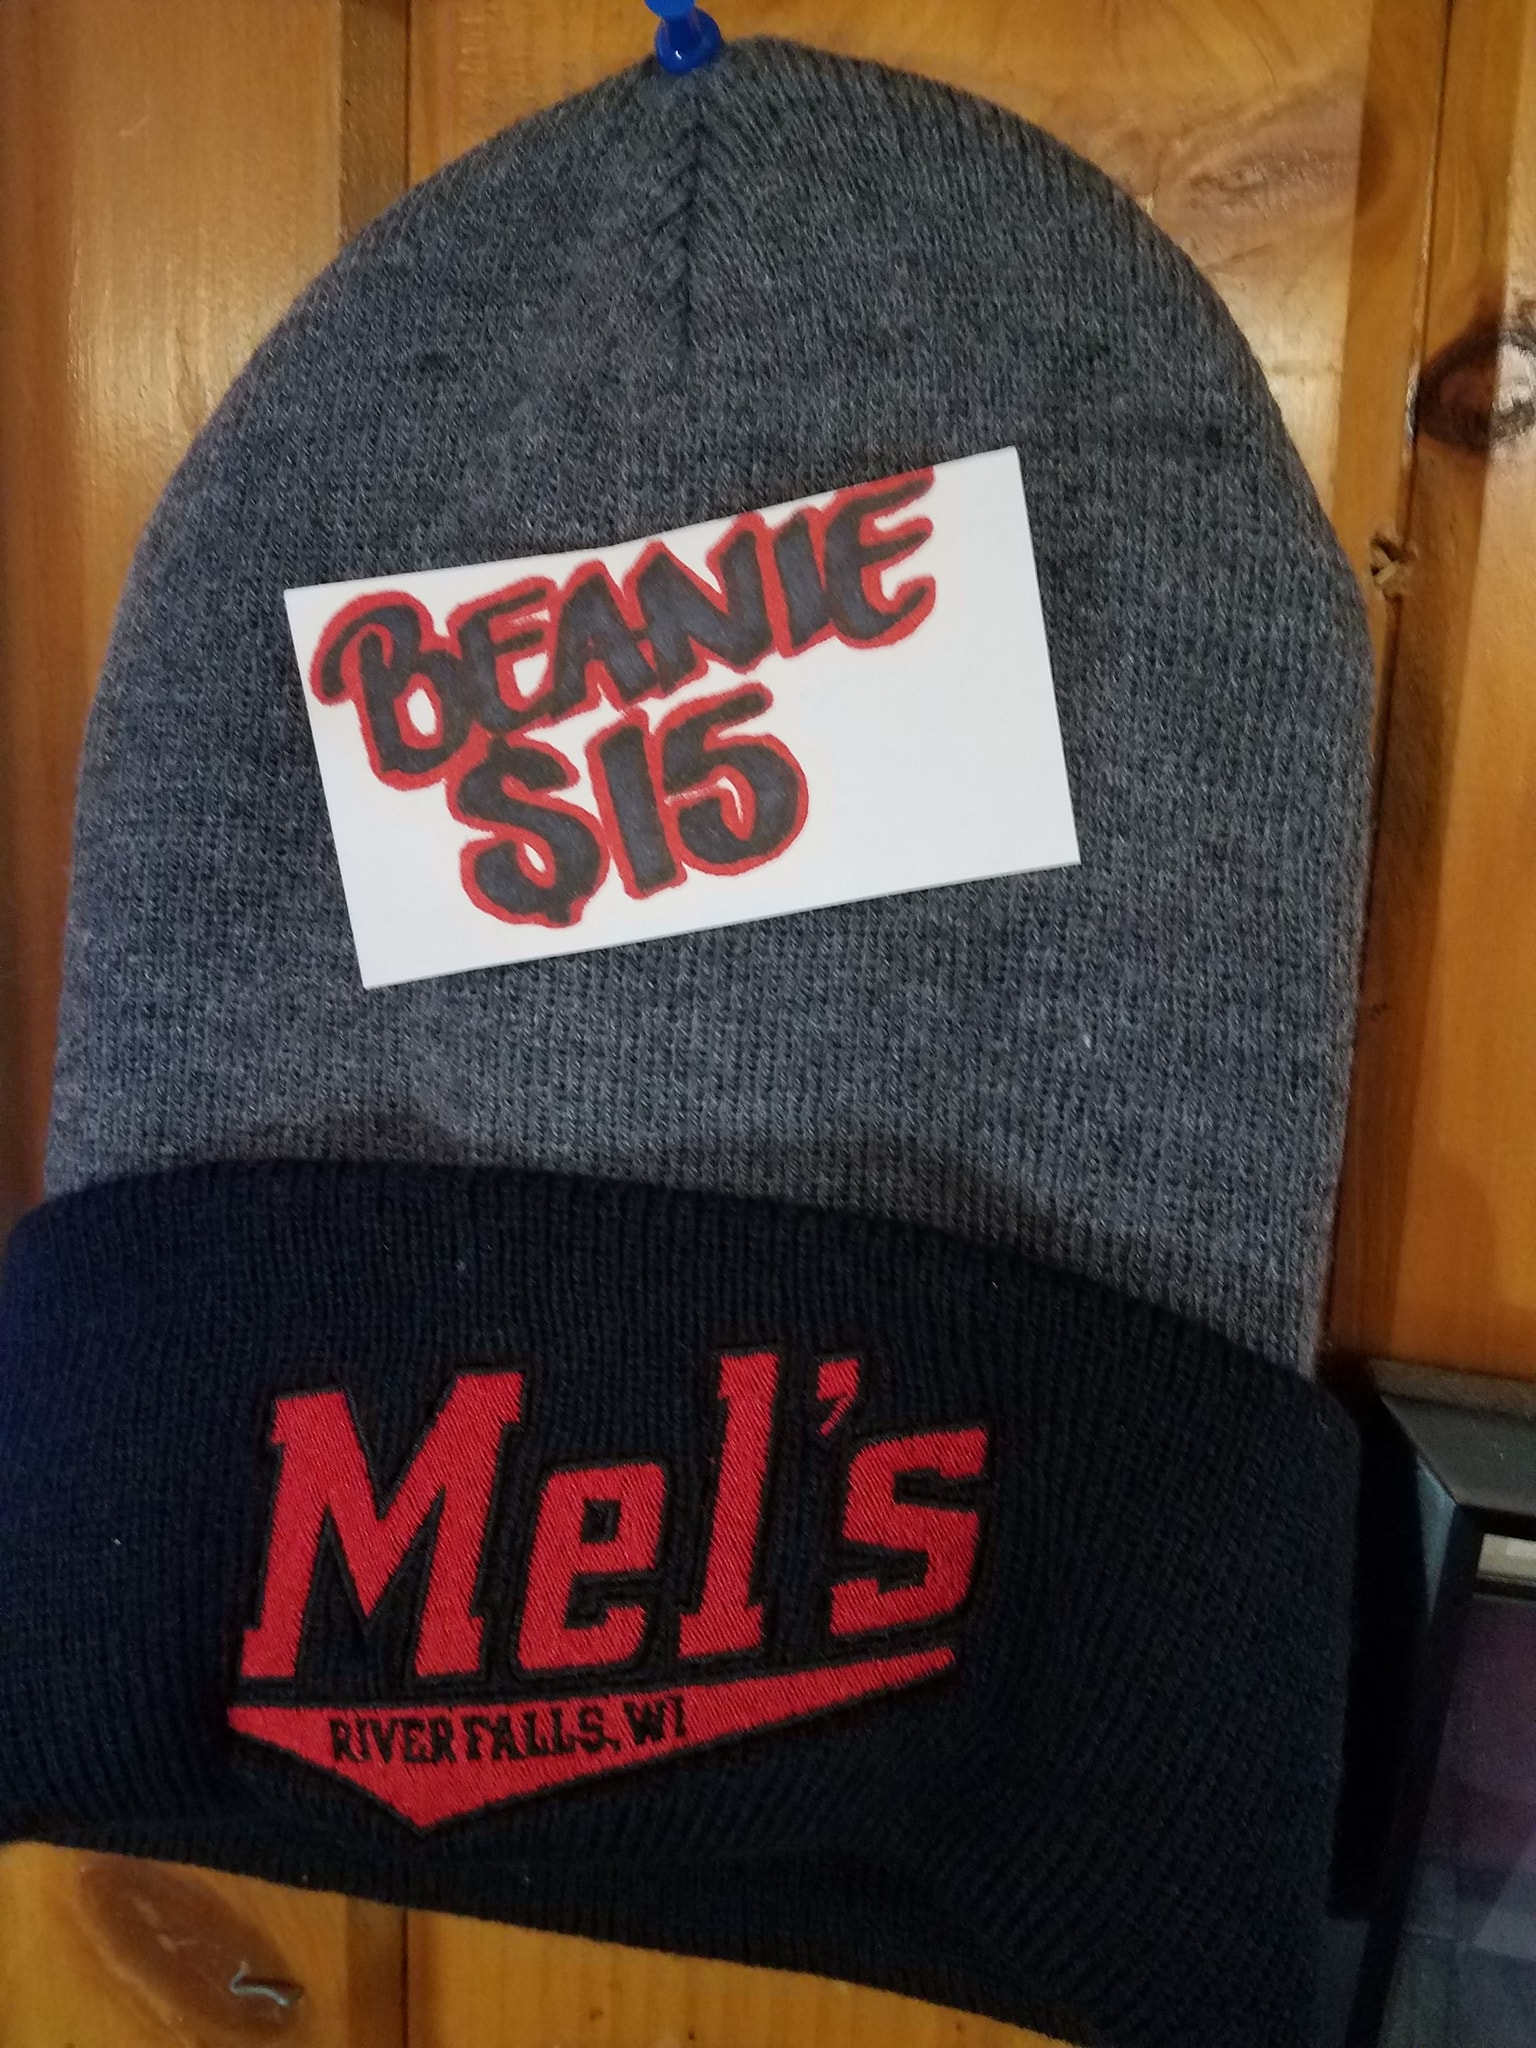 BEANIE
$15
Mel's
RIVER FALLS, WI